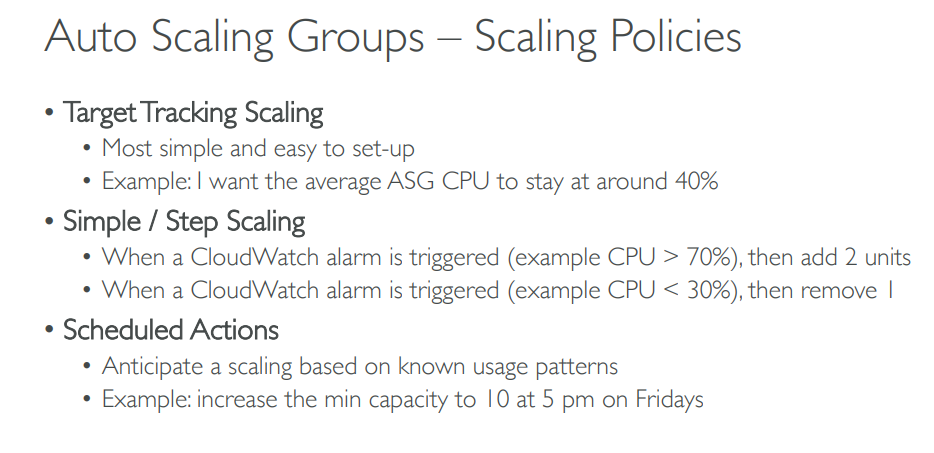 Auto Scaling Groups – Scaling Policies
• Target Tracking Scaling
• Most simple and easy to set-up
• Example: I want the average ASG CPU to stay at around 40%
• Simple / Step Scaling
• When a CloudWatch alarm is triggered (example CPU > 70%), then add 2 units
• When a CloudWatch alarm is triggered (example CPU < 30%), then remove 1
• Scheduled Actions
• Anticipate a scaling based on known usage patterns
• Example: increase the min capacity to 10 at 5 pm on Fridays